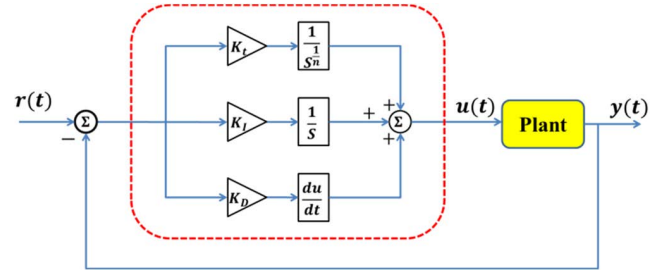 K_t
1/S^{1/n}
+
r(t)
Σ
−
K_I
1/S
+
Σ
u(t)
Plant
y(t)
+
K_D
du/dt